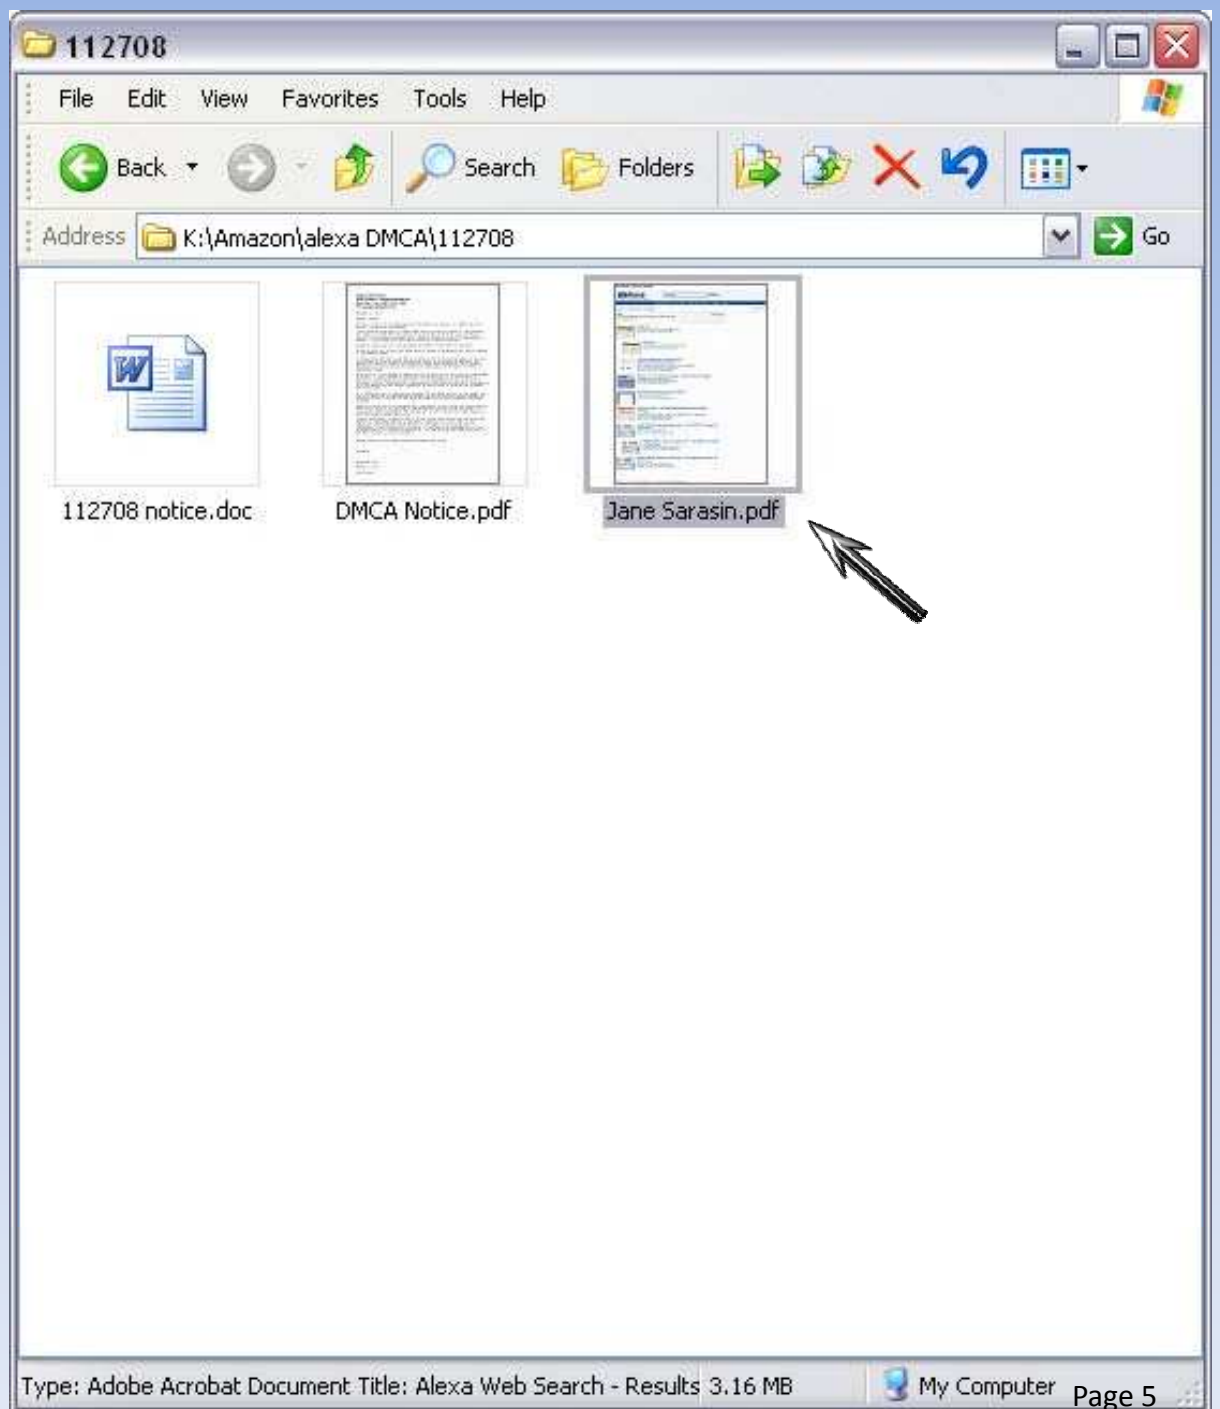 112708
File Edit View Favorites Tools Help
Back Search Folders
Address K:\Amazon\alexa DMCA\112708 Go
112708 notice.doc DMCA Notice.pdf Jane Sarasin.pdf
Type: Adobe Acrobat Document Title: Alexa Web Search - Results 3.16 MB My Computer
Page 5